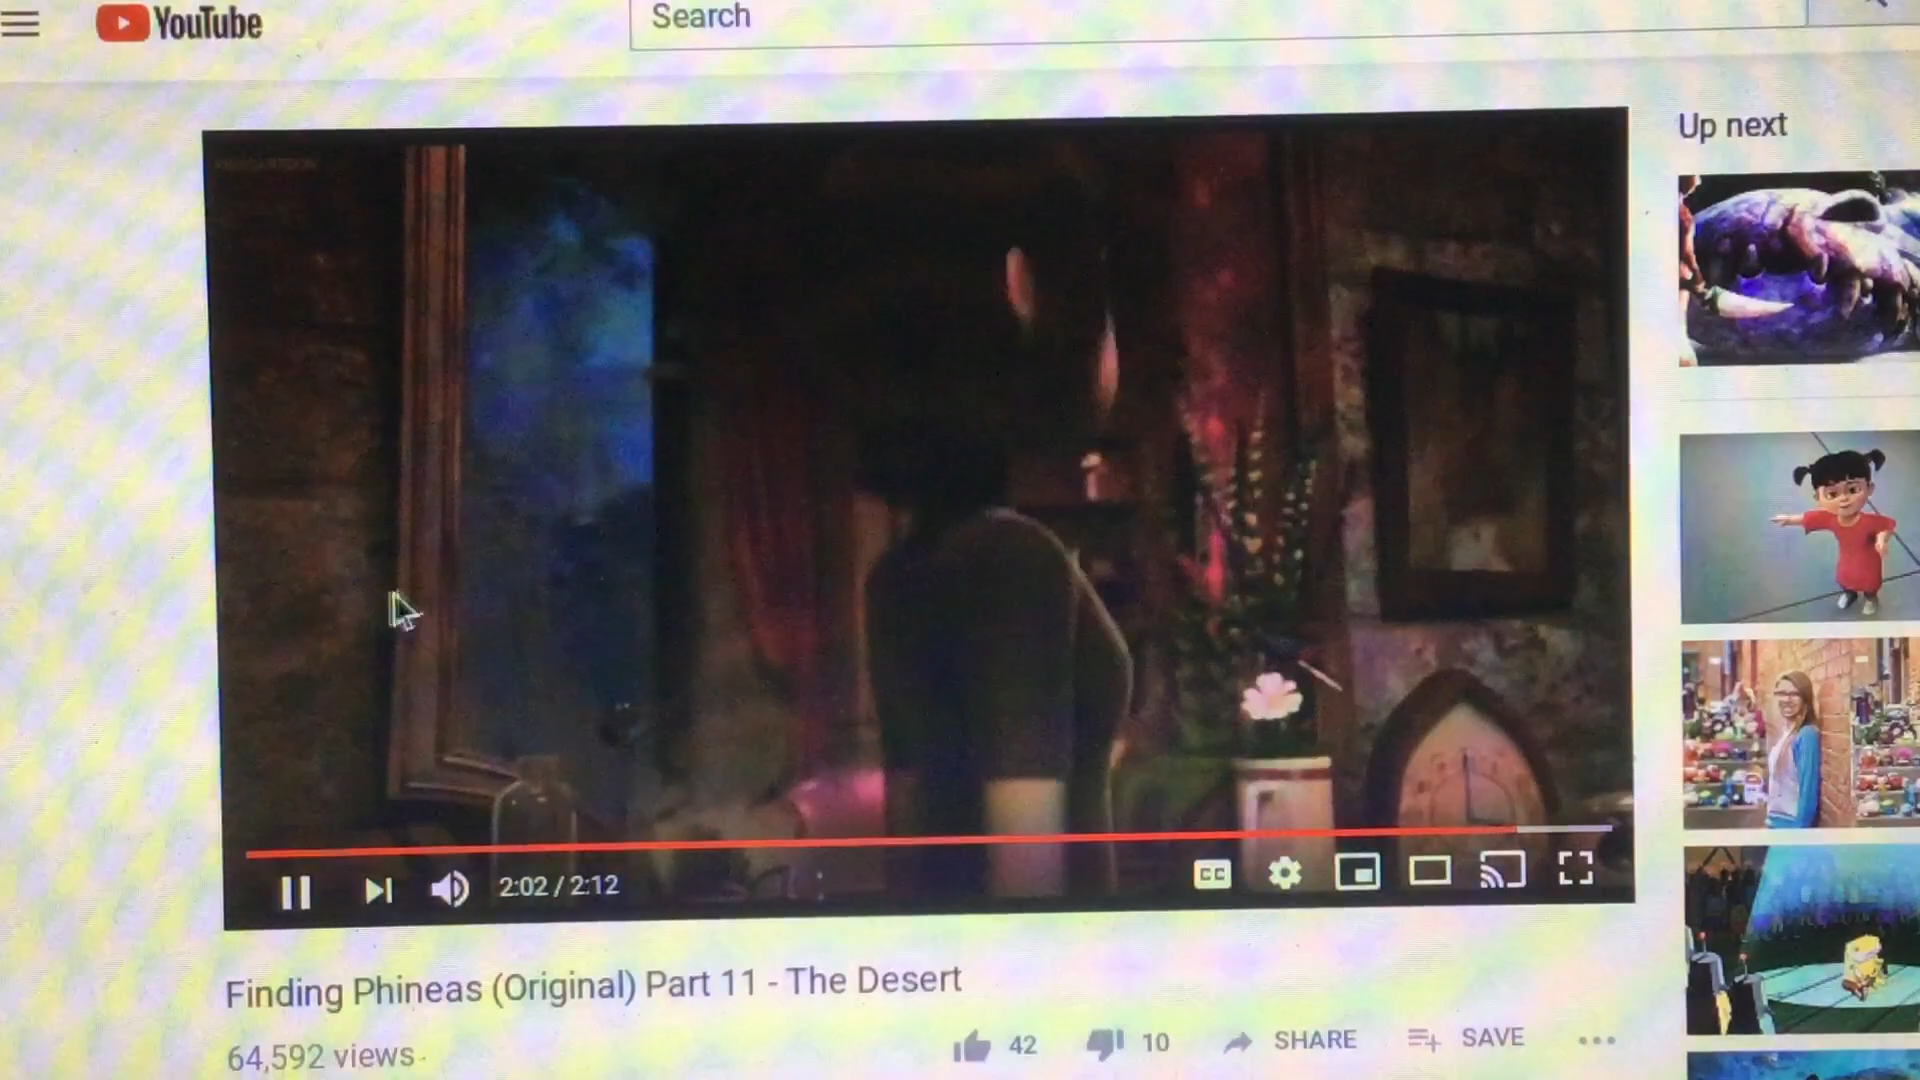 YouTube
Search
Up next
2:02 / 2:12
CC
Finding Phineas (Original) Part 11 - The Desert
64,592 views
42
10
SHARE
SAVE